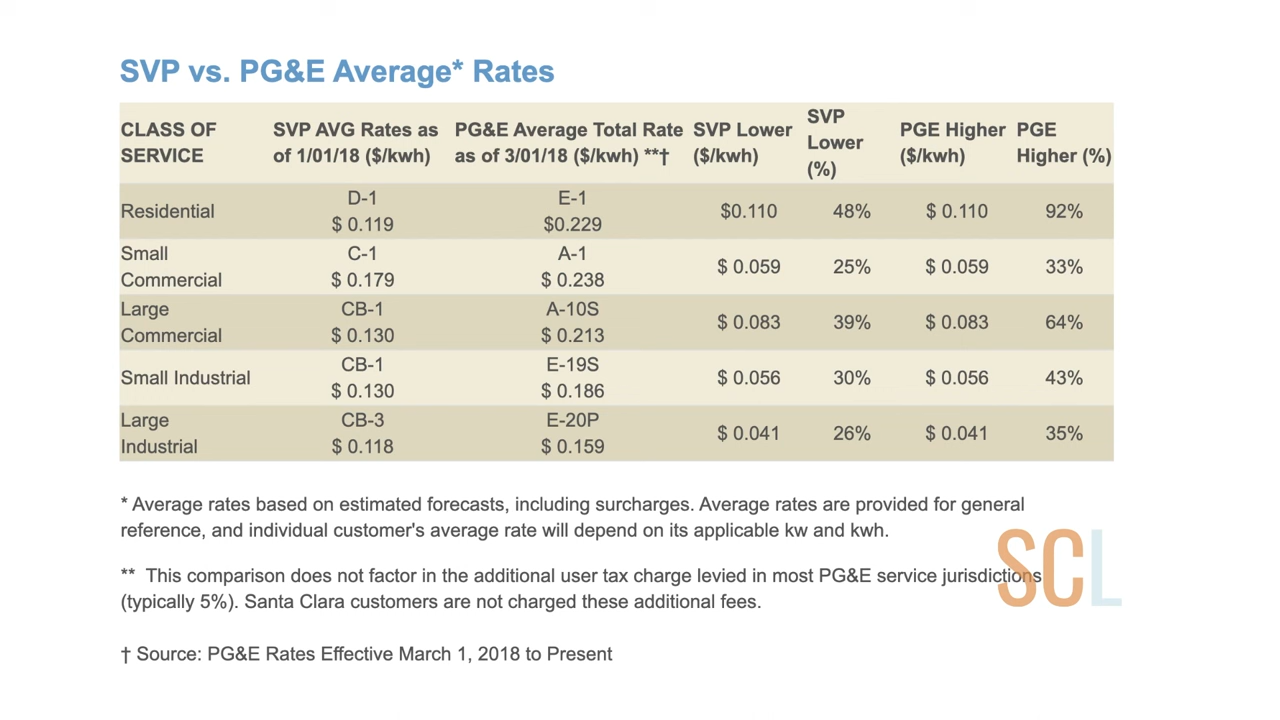 SVP vs. PG&E Average* Rates
CLASS OF SERVICE SVP AVG Rates as of 1/01/18 ($/kwh) PG&E Average Total Rate as of 3/01/18 ($/kwh) **† SVP Lower ($/kwh) SVP Lower (%) PGE Higher ($/kwh) PGE Higher (%)
Residential D-1 $ 0.119 E-1 $0.229 $0.110 48% $ 0.110 92%
Small Commercial C-1 $ 0.179 A-1 $ 0.238 $ 0.059 25% $ 0.059 33%
Large Commercial CB-1 $ 0.130 A-10S $ 0.213 $ 0.083 39% $ 0.083 64%
Small Industrial CB-1 $ 0.130 E-19S $ 0.186 $ 0.056 30% $ 0.056 43%
Large Industrial CB-3 $ 0.118 E-20P $ 0.159 $ 0.041 26% $ 0.041 35%
* Average rates based on estimated forecasts, including surcharges. Average rates are provided for general
reference, and individual customer's average rate will depend on its applicable kw and kwh.
** This comparison does not factor in the additional user tax charge levied in most PG&E service jurisdictions
(typically 5%). Santa Clara customers are not charged these additional fees.
† Source: PG&E Rates Effective March 1, 2018 to Present
SCL